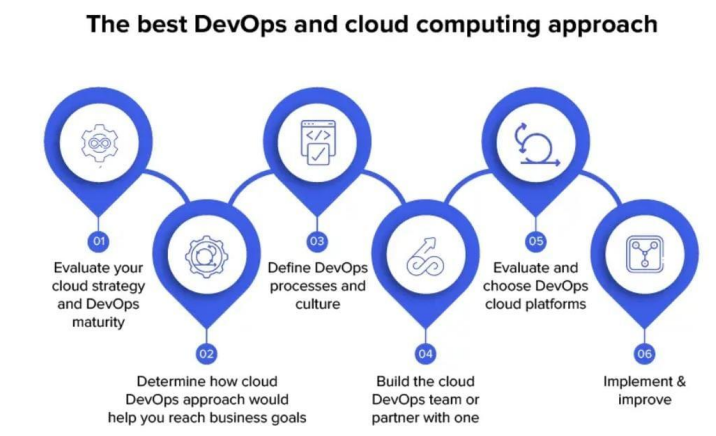 The best DevOps and cloud computing approach
</>
01
Evaluate your
cloud strategy
and DevOps
maturity
02
Determine how cloud
DevOps approach would
help you reach business goals
03
Define DevOps
processes and
culture
04
Build the cloud
DevOps team or
partner with one
05
Evaluate and
choose DevOps
cloud platforms
06
Implement &
improve